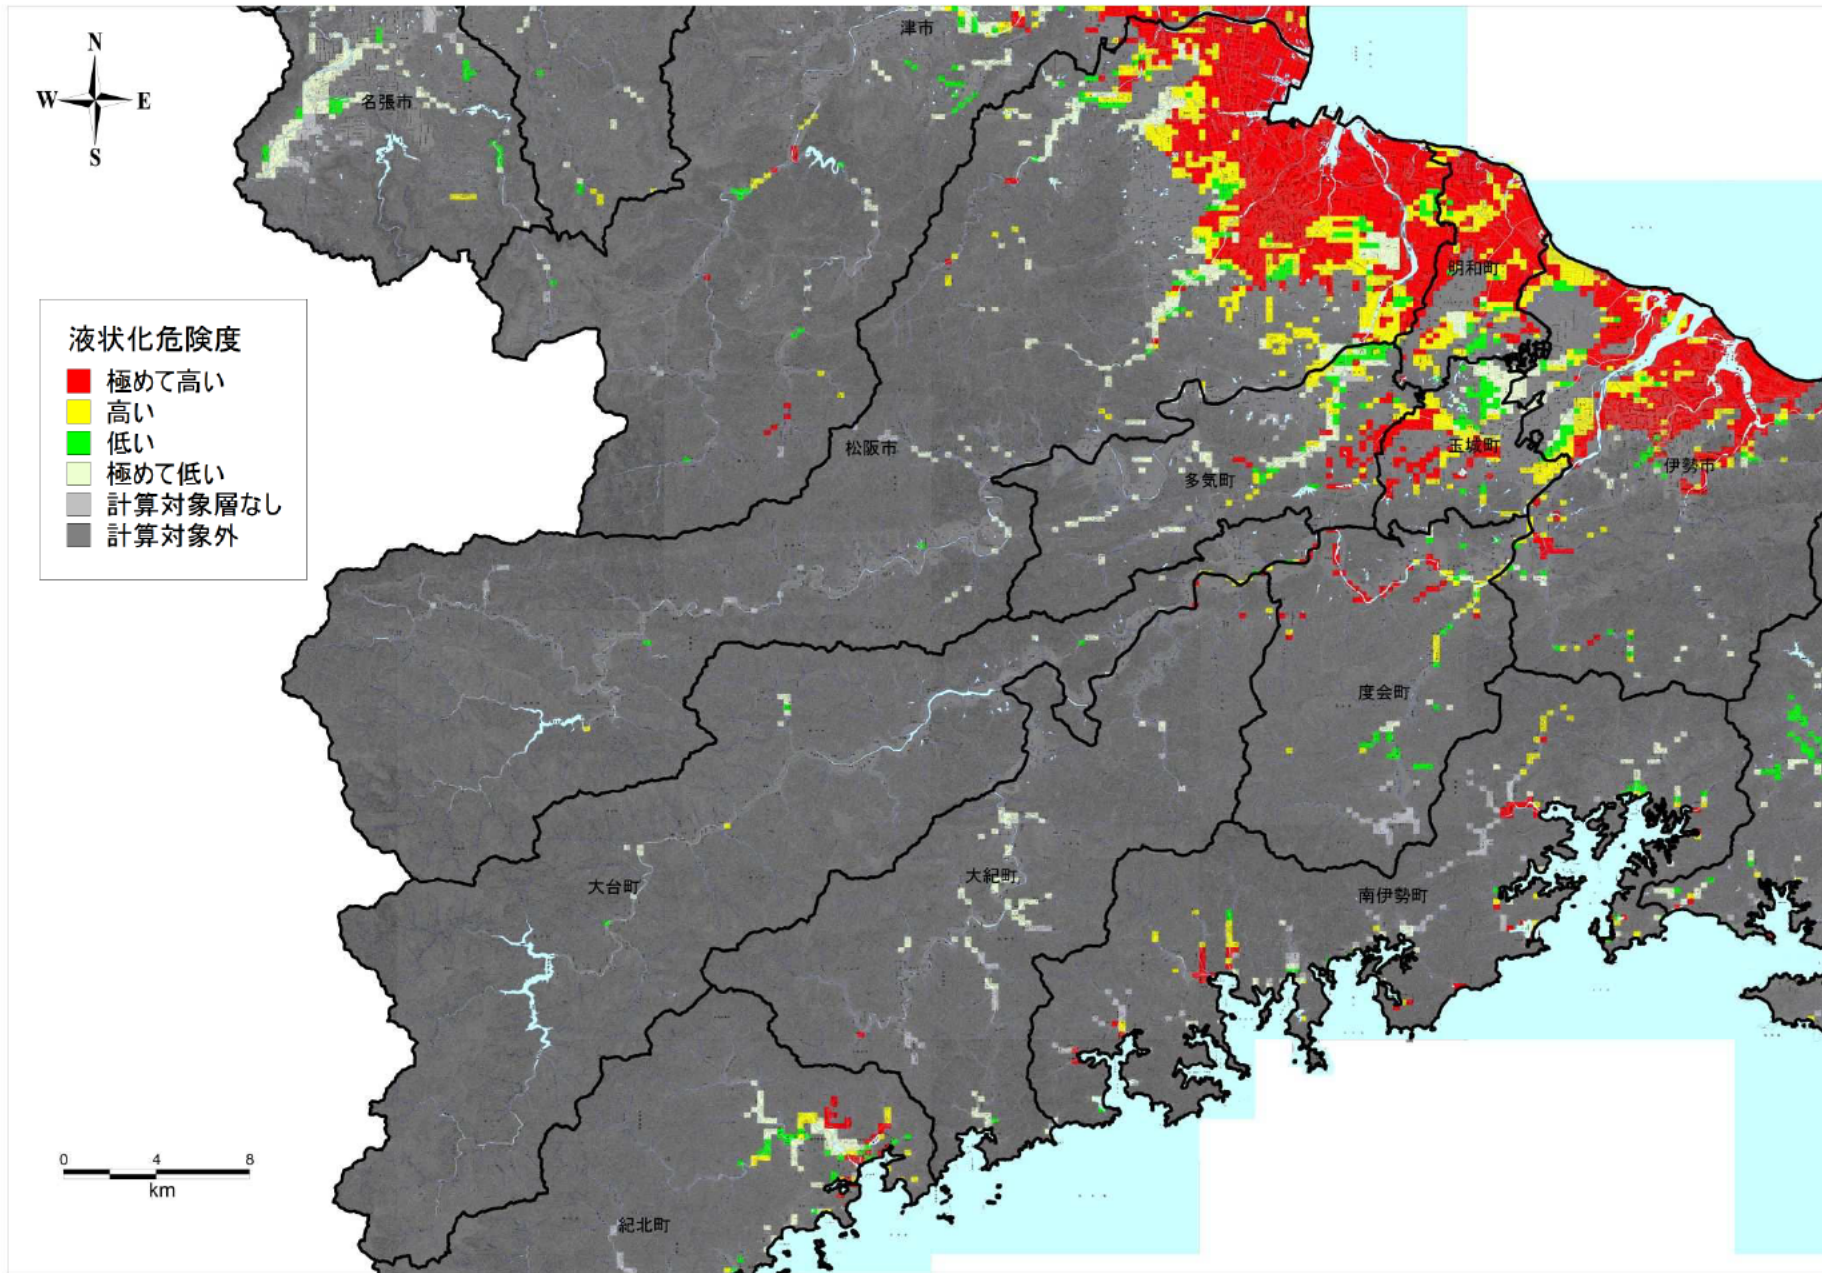 津市
N
W E
S
名張市
明和町
液状化危険度
極めて高い
高い
低い
極めて低い
計算対象層なし
計算対象外
松阪市
玉城町
多気町
伊勢市
度会町
大台町
大紀町
南伊勢町
0 4 8
km
紀北町